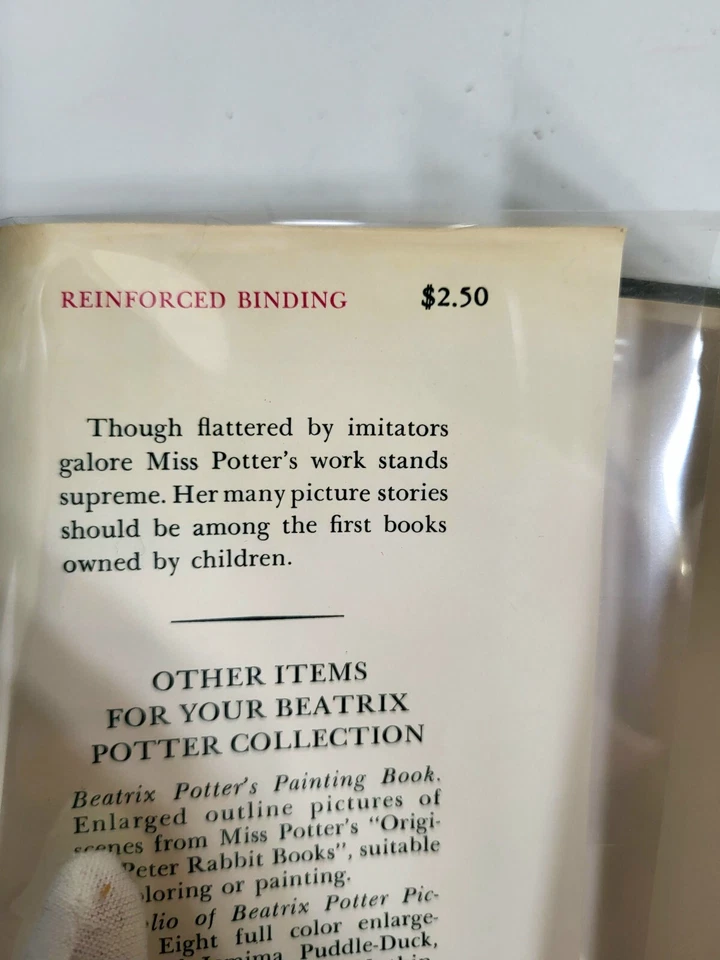 REINFORCED BINDING $2.50
Though flattered by imitators
galore Miss Potter's work stands
supreme. Her many picture stories
should be among the first books
owned by children.
OTHER ITEMS
FOR YOUR BEATRIX
POTTER COLLECTION
Beatrix Potter's Painting Book.
Enlarged outline pictures of
scenes from Miss Potter's "Origi-
Peter Rabbit Books", suitable
loring or painting.
lio of Beatrix Potter Pic-
Eight full color enlarge-
Puddle-Duck,